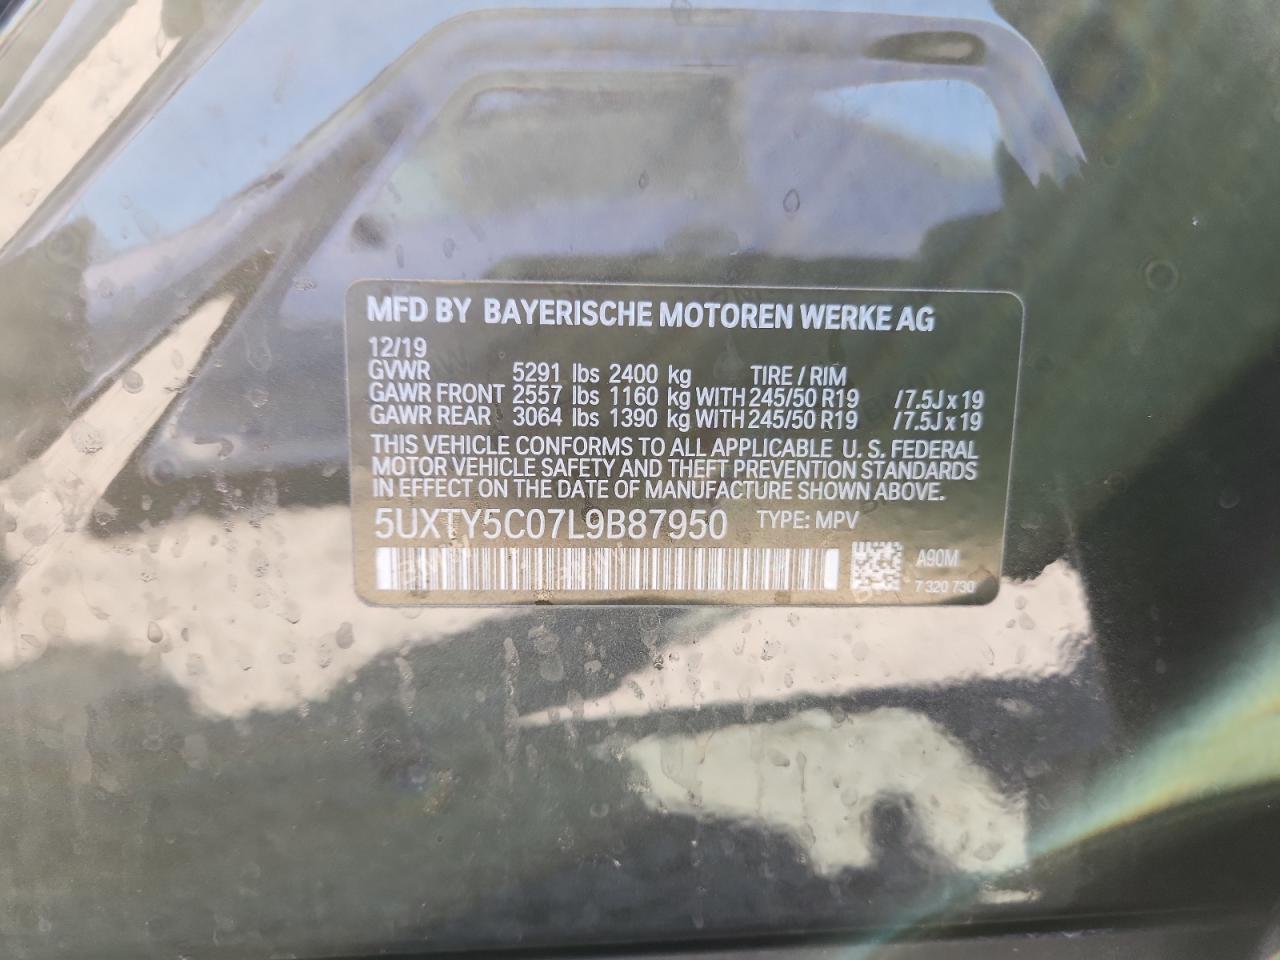 MFD BY BAYERISCHE MOTOREN WERKE AG
12/19
GVWR 5291 lbs 2400 kg TIRE / RIM
GAWR FRONT 2557 lbs 1160 kg WITH 245/50 R19 / 7.5J x 19
GAWR REAR 3064 lbs 1390 kg WITH 245/50 R19 / 7.5J x 19
THIS VEHICLE CONFORMS TO ALL APPLICABLE U. S. FEDERAL
MOTOR VEHICLE SAFETY AND THEFT PREVENTION STANDARDS
IN EFFECT ON THE DATE OF MANUFACTURE SHOWN ABOVE.
5UXTY5C07L9B87950 TYPE: MPV
A90M
7 320 730